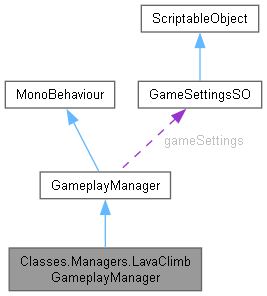 ScriptableObject
MonoBehaviour
GameSettingsSO
gameSettings
GameplayManager
Classes.Managers.LavaClimb
GameplayManager